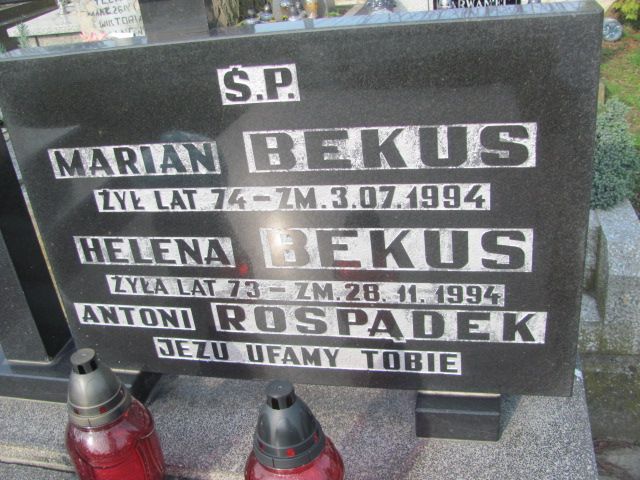 Ś.P.
MARIAN BEKUS
ŻYŁ LAT 74 - ZM. 3.07.1994
HELENA BEKUS
ŻYŁA LAT 73 - ZM. 28.11.1994
ANTONI ROSPĄDEK
JEZU UFAMY TOBIE